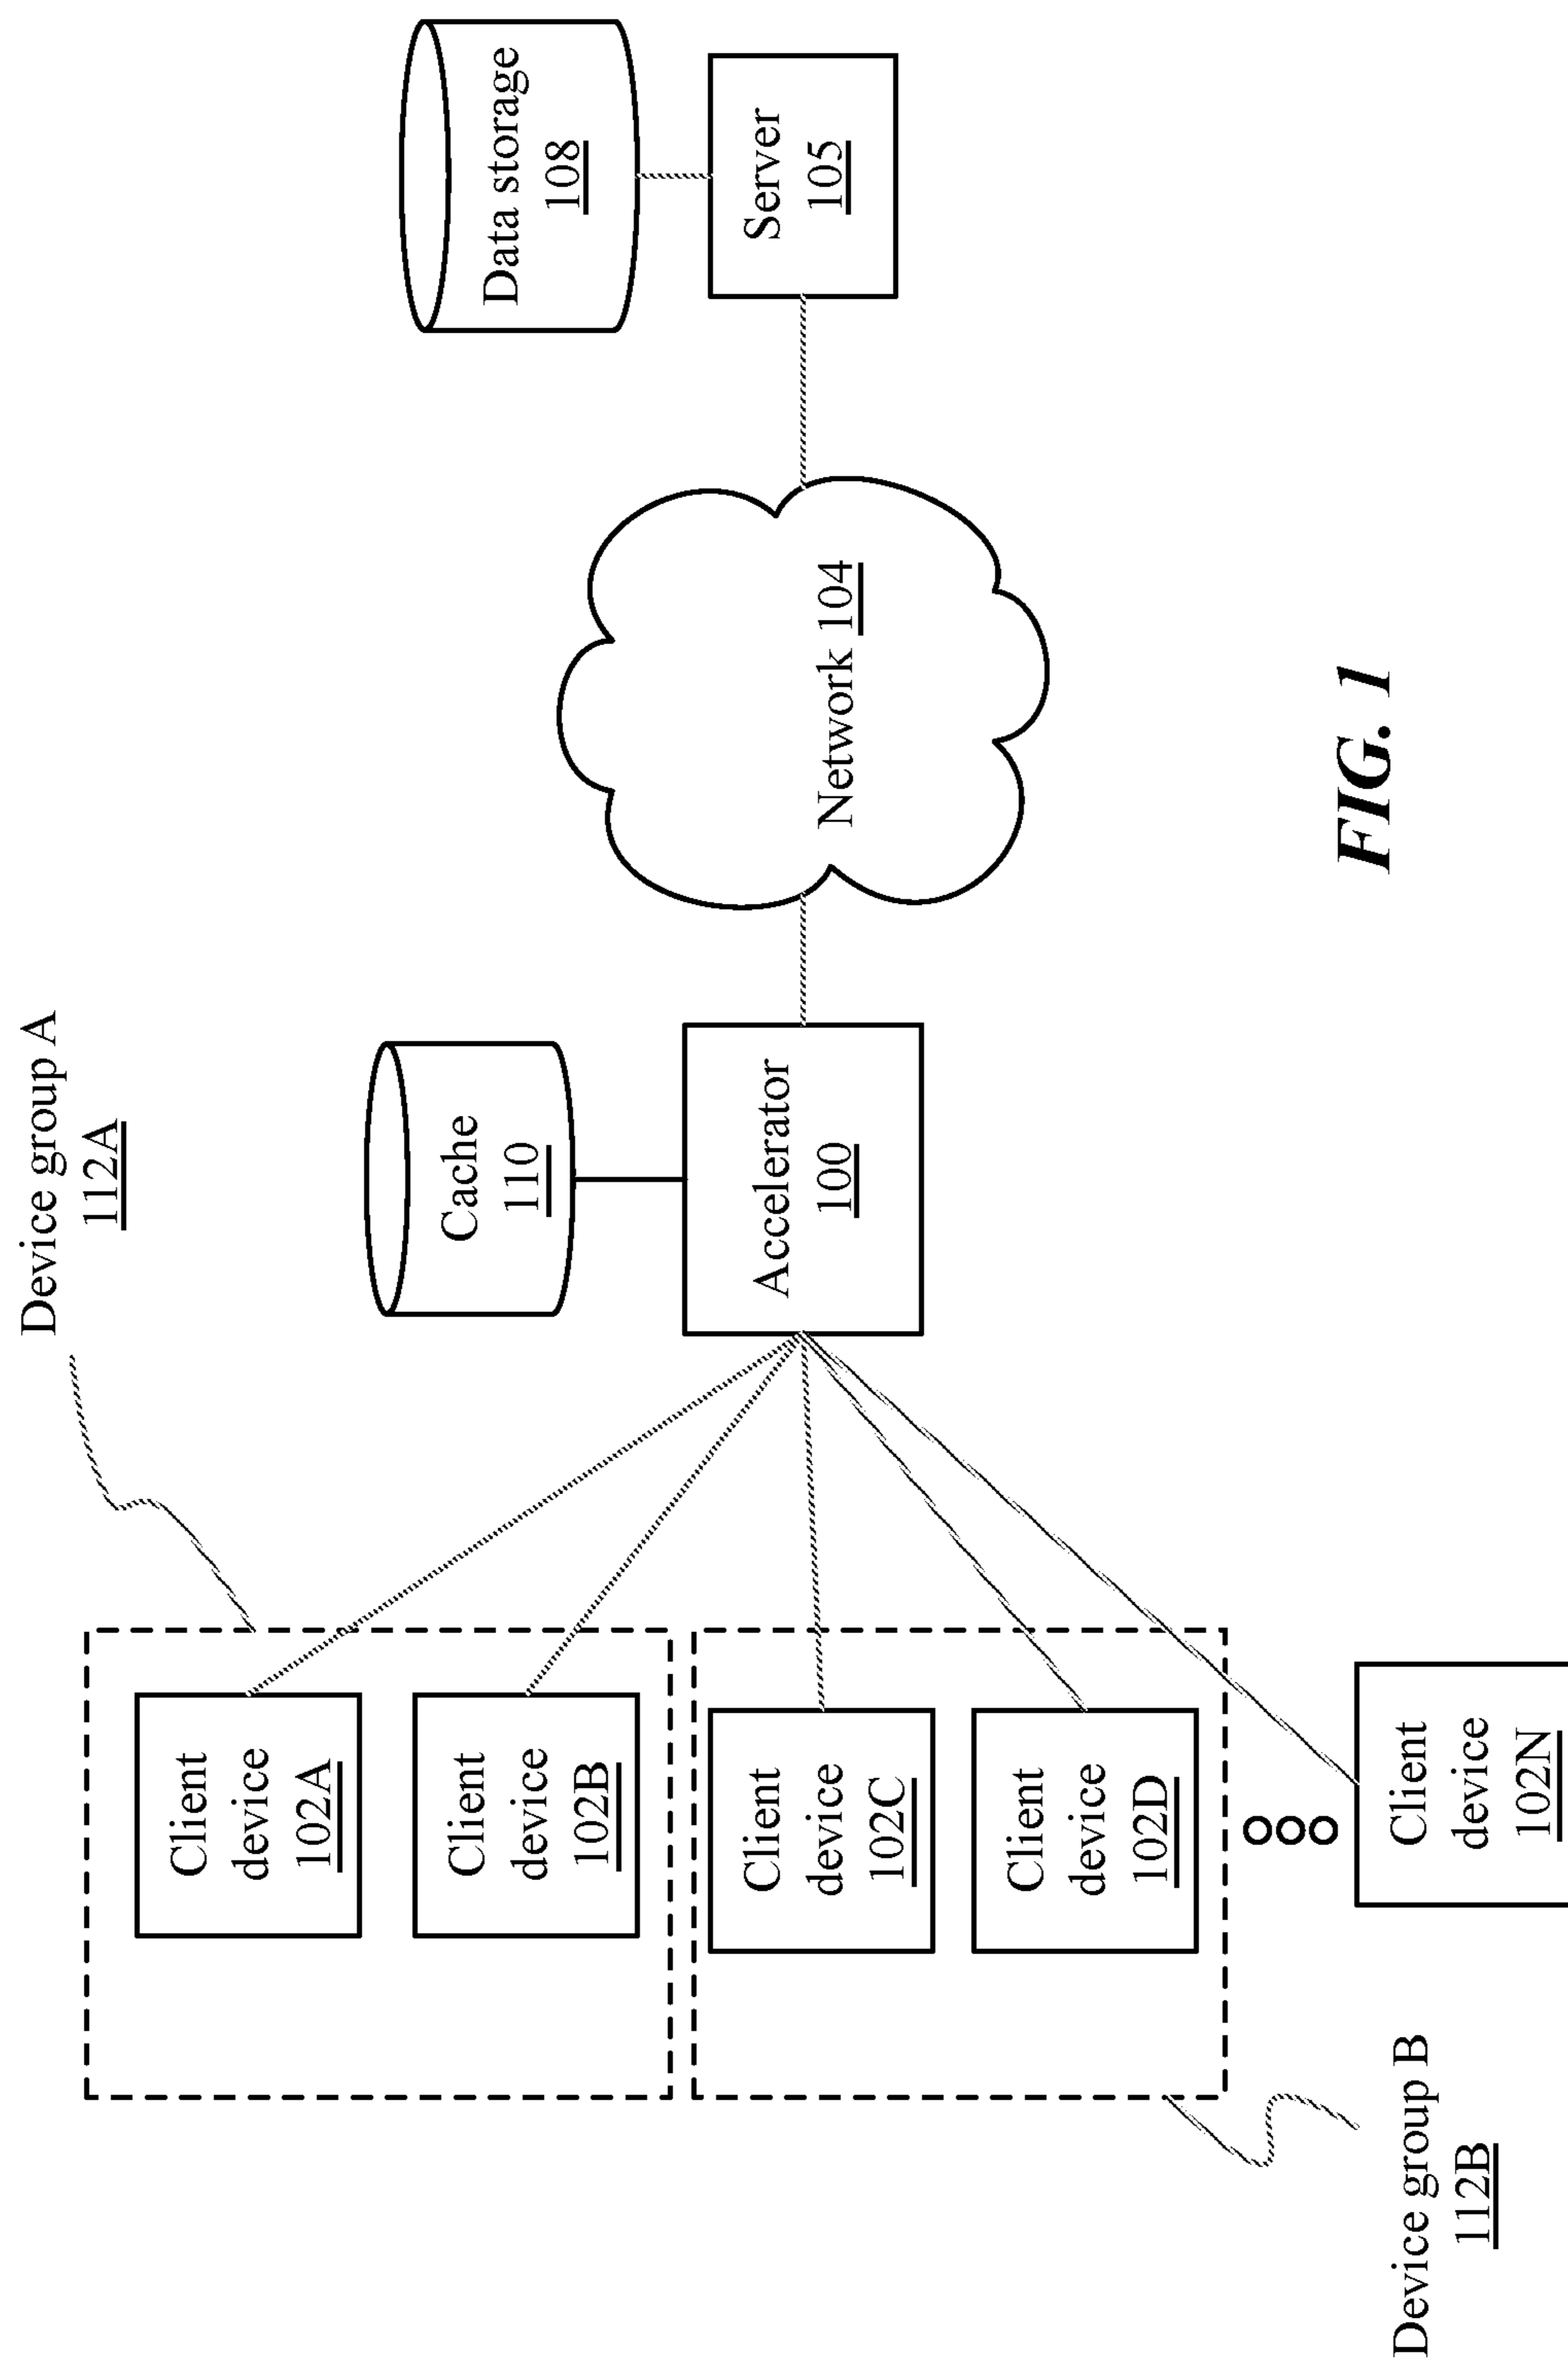 Device group A
112A
Client
device
102A
Client
device
102B
Client
device
102C
Client
device
102D
Client
device
102N
Device group B
112B
Cache
110
Accelerator
100
Network 104
Data storage
108
Server
105
FIG. 1